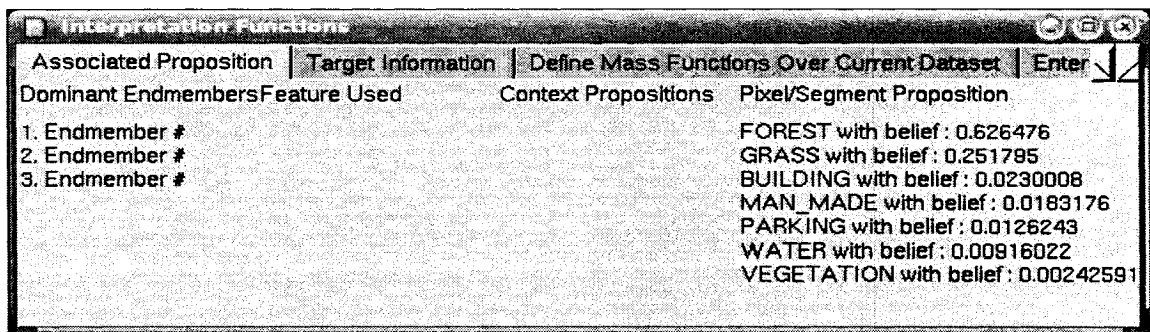 Interpretation Functions
Associated Proposition Target Information Define Mass Functions Over Current Dataset Enter
Dominant Endmembers Feature Used Context Propositions Pixel/Segment Proposition
1. Endmember # FOREST with belief : 0.626476
2. Endmember # GRASS with belief : 0.251795
3. Endmember # BUILDING with belief : 0.0230008
MAN_MADE with belief : 0.0183176
PARKING with belief : 0.0126243
WATER with belief : 0.00916022
VEGETATION with belief : 0.00242591